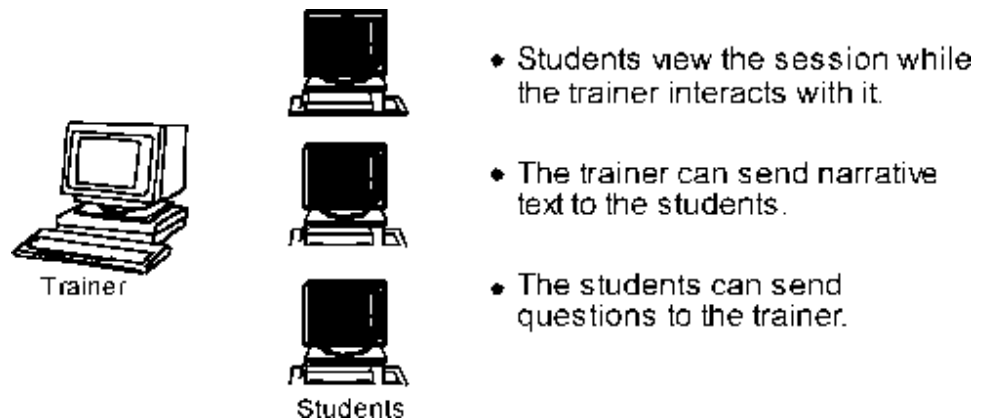 • Students view the session while
the trainer interacts with it.
• The trainer can send narrative
text to the students.
• The students can send
questions to the trainer.
Trainer
Students